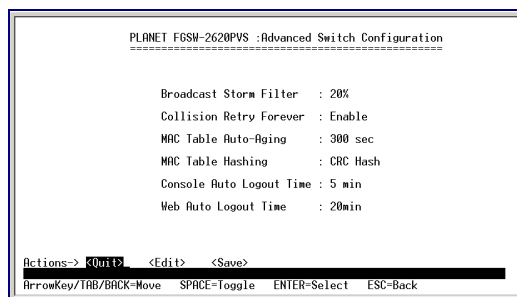 PLANET FGSW-2620PVS :Advanced Switch Configuration
==================================================
Broadcast Storm Filter : 20%
Collision Retry Forever : Enable
MAC Table Auto-Aging : 300 sec
MAC Table Hashing : CRC Hash
Console Auto Logout Time : 5 min
Web Auto Logout Time : 20min
Actions-> <Quit> <Edit> <Save>
ArrowKey/TAB/BACK=Move SPACE=Toggle ENTER=Select ESC=Back